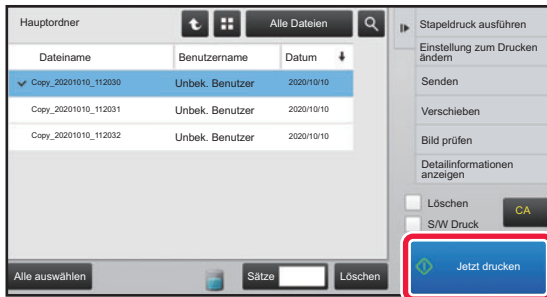 Hauptordner
Alle Dateien
Dateiname Benutzername Datum
Copy_20201010_112030 Unbek. Benutzer 2020/10/10
Copy_20201010_112031 Unbek. Benutzer 2020/10/10
Copy_20201010_112032 Unbek. Benutzer 2020/10/10
Alle auswählen
Sätze
Löschen
Stapeldruck ausführen
Einstellung zum Drucken
ändern
Senden
Verschieben
Bild prüfen
Detailinformationen
anzeigen
Löschen
S/W Druck
CA
Jetzt drucken